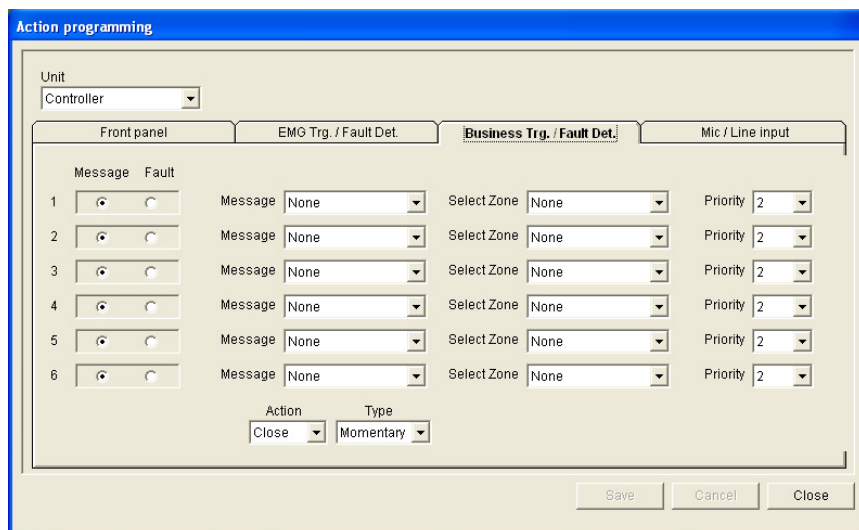 Action programming
Unit
Controller
Front panel EMG Trg. / Fault Det. Business Trg. / Fault Det. Mic / Line input
Message Fault
1 Message None Select Zone None Priority 2
2 Message None Select Zone None Priority 2
3 Message None Select Zone None Priority 2
4 Message None Select Zone None Priority 2
5 Message None Select Zone None Priority 2
6 Message None Select Zone None Priority 2
Action Type
Close Momentary
Save Cancel Close